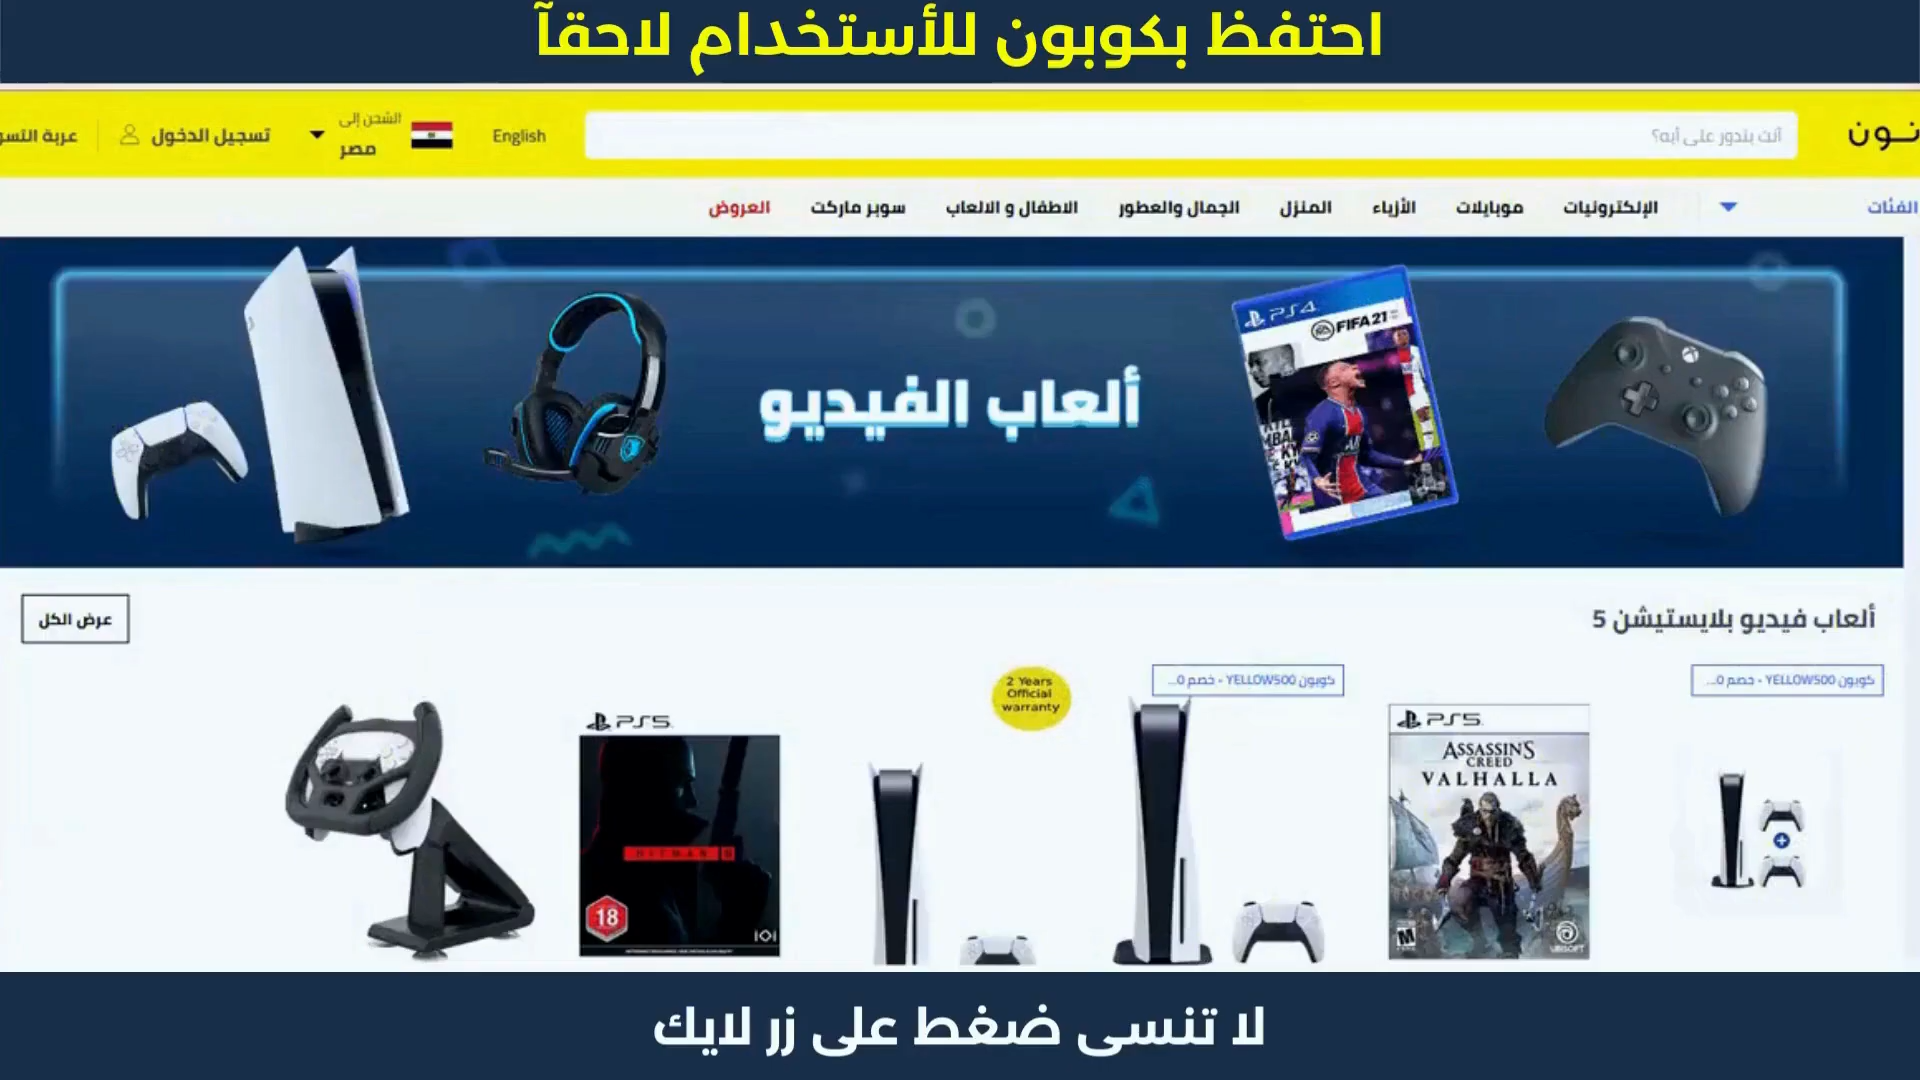 احتفظ بكوبون للأستخدام لاحقآ
نون
أنت بتدور على أيه؟
English
الشحن إلى
مصر
تسجيل الدخول
عربة التسو
الفئات
الإلكترونيات
موبايلات
الأزياء
المنزل
الجمال والعطور
الاطفال و الالعاب
سوبر ماركت
العروض
ألعاب الفيديو
PS4
FIFA 21
ألعاب فيديو بلايستيشن 5
عرض الكل
كوبون YELLOW500 - خصم 0...
كوبون YELLOW500 - خصم 0...
2 Years
Official
warranty
PS5
ASSASSIN'S
CREED
VALHALLA
M
UBISOFT
PS5
HITMAN
18
IOI
لا تنسى ضغط على زر لايك